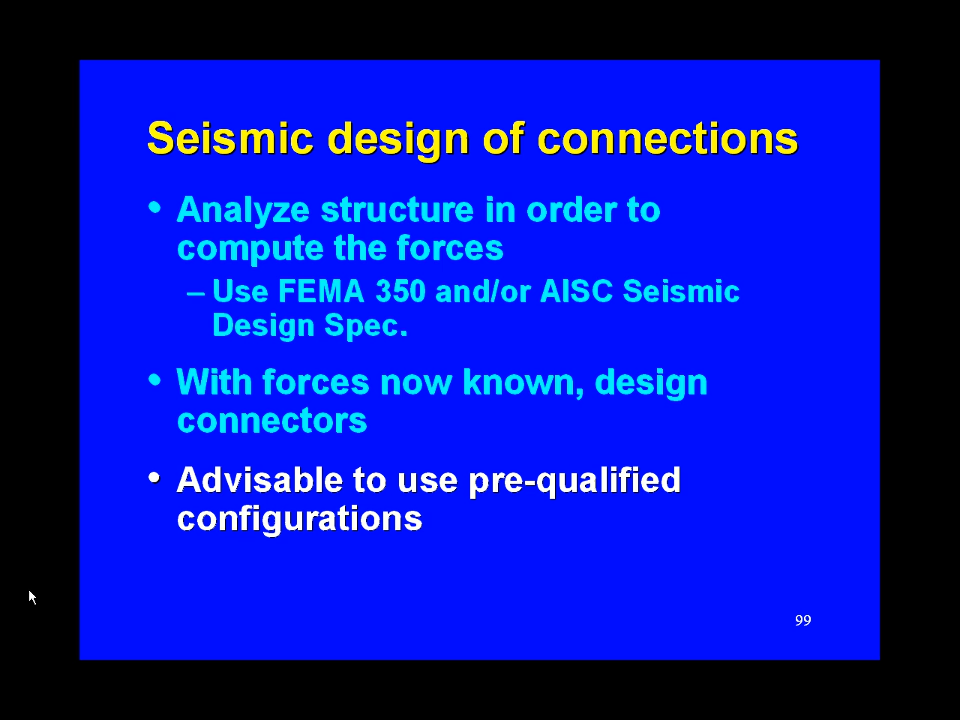 Seismic design of connections
• Analyze structure in order to
compute the forces
– Use FEMA 350 and/or AISC Seismic
Design Spec.
• With forces now known, design
connectors
• Advisable to use pre-qualified
configurations
99